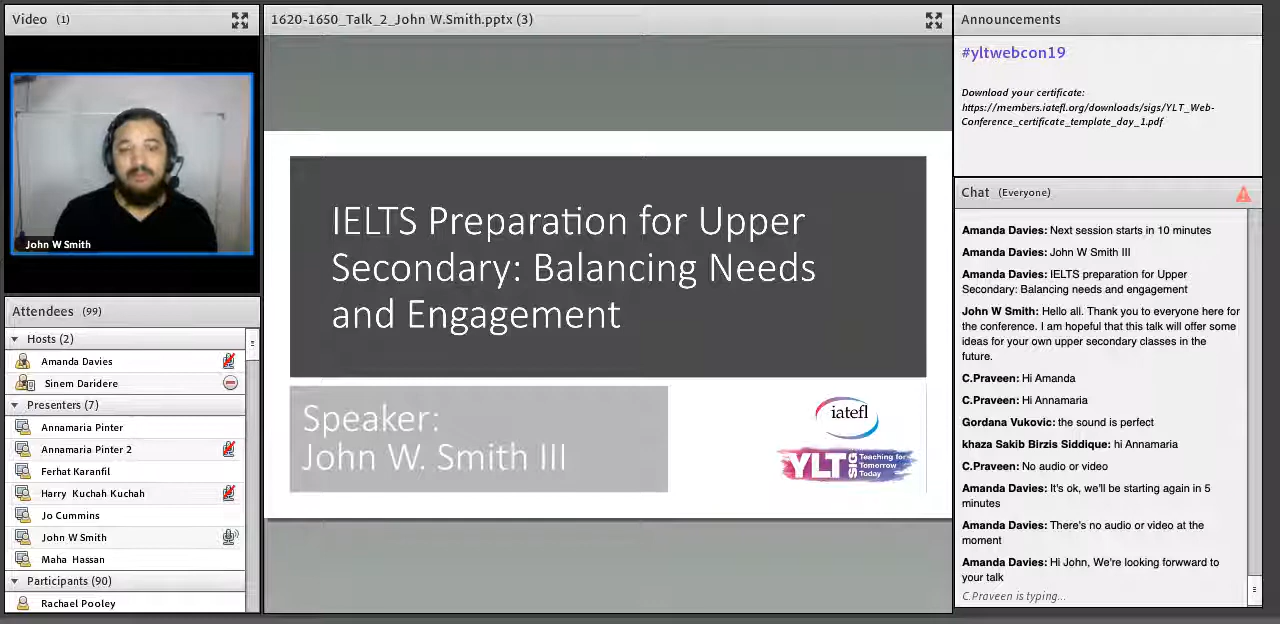 Video (1)
John W Smith
Attendees (99)
Hosts (2)
Amanda Davies
Sinem Daridere
Presenters (7)
Annamaria Pinter
Annamaria Pinter 2
Ferhat Karanfil
Harry Kuchah Kuchah
Jo Cummins
John W Smith
Maha Hassan
Participants (90)
Rachael Pooley
1620-1650_Talk_2_John W.Smith.pptx (3)
IELTS Preparation for Upper
Secondary: Balancing Needs
and Engagement
Speaker:
John W. Smith III
iatefl
YLT SIG Teaching for
Tomorrow
Today
Announcements
#yltwebcon19
Download your certificate:
https://members.iatefl.org/downloads/sigs/YLT_Web-
Conference_certificate_template_day_1.pdf
Chat (Everyone)
Amanda Davies: Next session starts in 10 minutes
Amanda Davies: John W Smith III
Amanda Davies: IELTS preparation for Upper
Secondary: Balancing needs and engagement
John W Smith: Hello all. Thank you to everyone here for
the conference. I am hopeful that this talk will offer some
ideas for your own upper secondary classes in the
future.
C.Praveen: Hi Amanda
C.Praveen: Hi Annamaria
Gordana Vukovic: the sound is perfect
khaza Sakib Birzis Siddique: hi Annamaria
C.Praveen: No audio or video
Amanda Davies: It's ok, we'll be starting again in 5
minutes
Amanda Davies: There's no audio or video at the
moment
Amanda Davies: Hi John, We're looking forwward to
your talk
C.Praveen is typing...